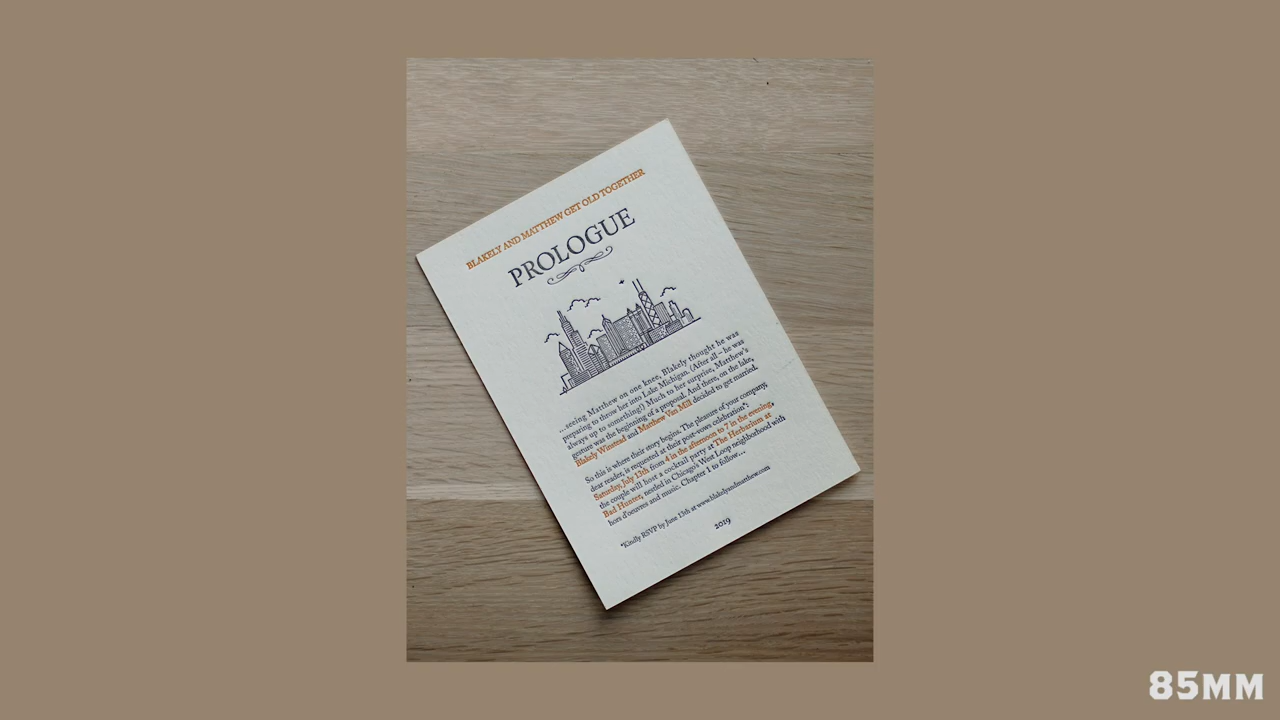 BLAKELY AND MATTHEW GET OLD TOGETHER
PROLOGUE
...seeing Matthew on one knee, Blakely thought he was
preparing to throw her into Lake Michigan. (After all – he was
always up to something!) Much to her surprise, Matthew's
gesture was the beginning of a proposal. And there, on the lake,
Blakely Winstead and Matthew Van Mill decided to get married.
So this is where their story begins. The pleasure of your company,
dear reader, is requested at their post-vows celebration*:
Saturday, July 13th from 4 in the afternoon to 7 in the evening,
the couple will host a cocktail party at The Herbarium at
Bad Hunter, nestled in Chicago's West Loop neighborhood with
hors d'oeuvres and music. Chapter 1 to follow...
*Kindly RSVP by June 13th at www.blakelyandmatthew.com
2019
85MM